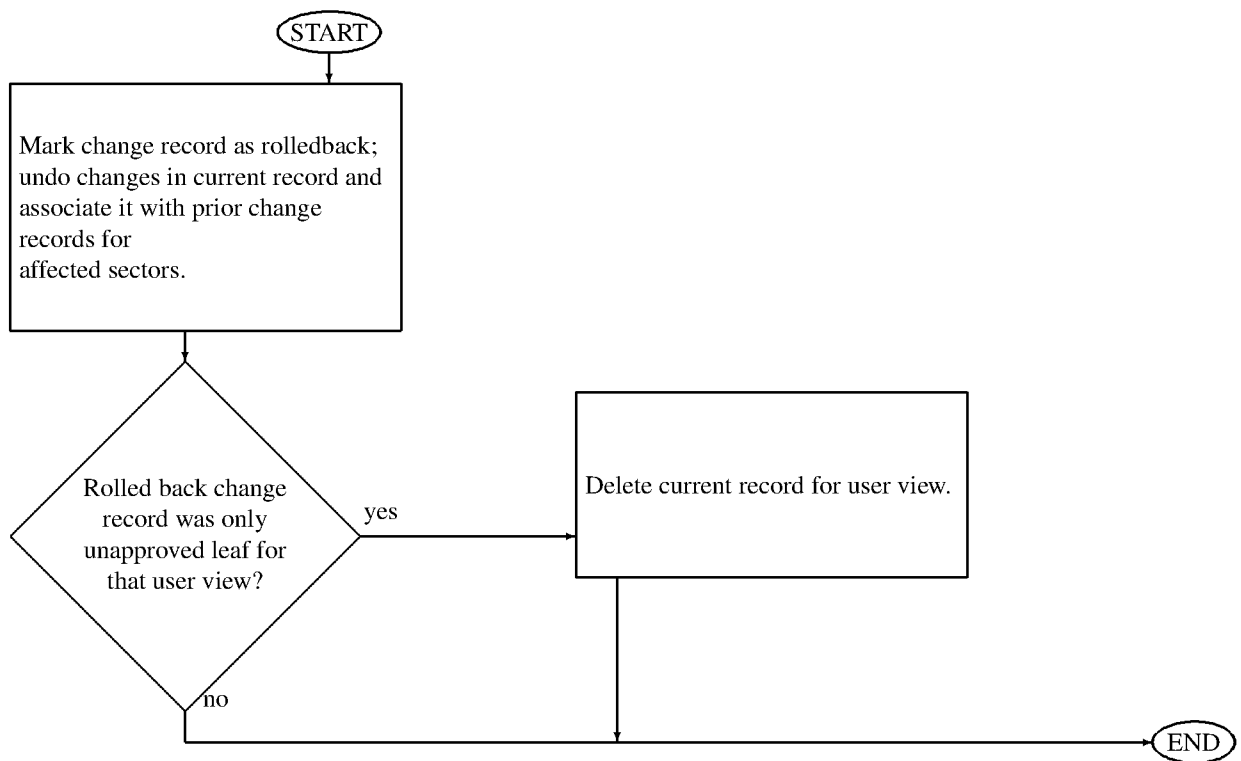 START
Mark change record as rolledback;
undo changes in current record and
associate it with prior change
records for
affected sectors.
Rolled back change
record was only
unapproved leaf for
that user view?
yes
Delete current record for user view.
no
END